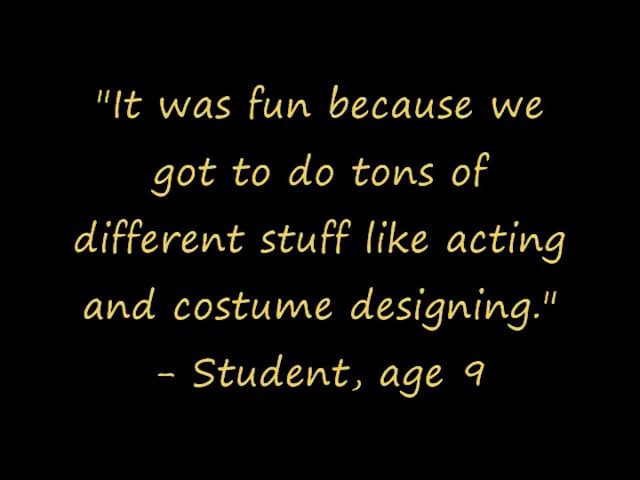 "It was fun because we
got to do tons of
different stuff like acting
and costume designing."
- Student, age 9